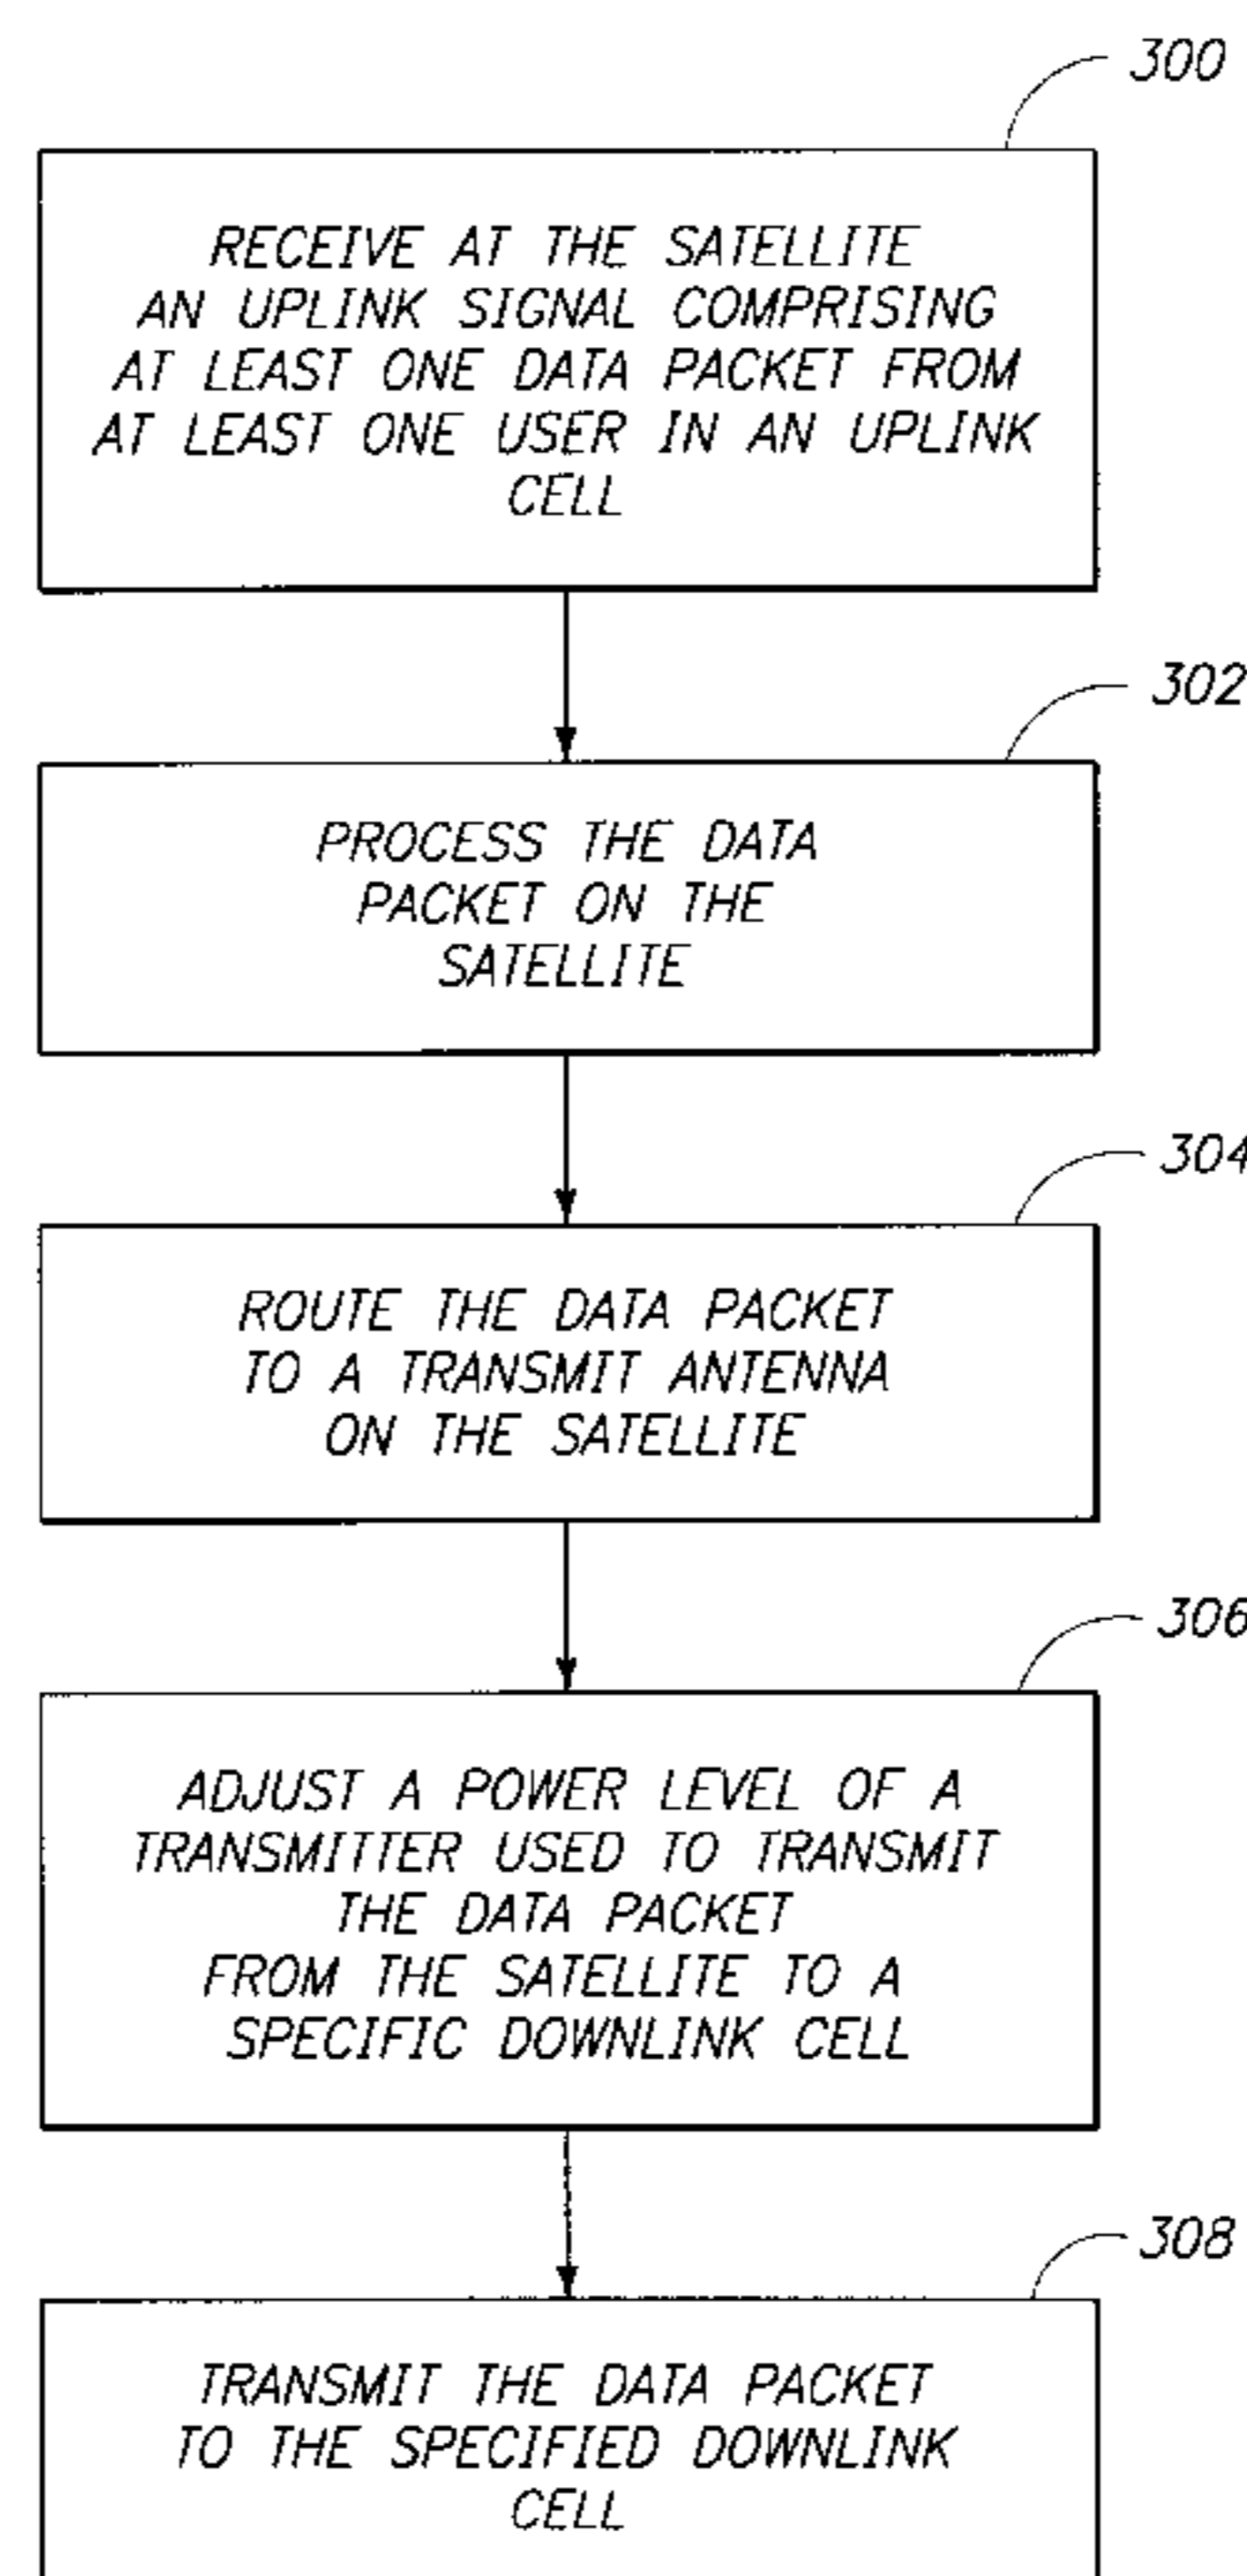 300
RECEIVE AT THE SATELLITE
AN UPLINK SIGNAL COMPRISING
AT LEAST ONE DATA PACKET FROM
AT LEAST ONE USER IN AN UPLINK
CELL
302
PROCESS THE DATA
PACKET ON THE
SATELLITE
304
ROUTE THE DATA PACKET
TO A TRANSMIT ANTENNA
ON THE SATELLITE
306
ADJUST A POWER LEVEL OF A
TRANSMITTER USED TO TRANSMIT
THE DATA PACKET
FROM THE SATELLITE TO A
SPECIFIC DOWNLINK CELL
308
TRANSMIT THE DATA PACKET
TO THE SPECIFIED DOWNLINK
CELL